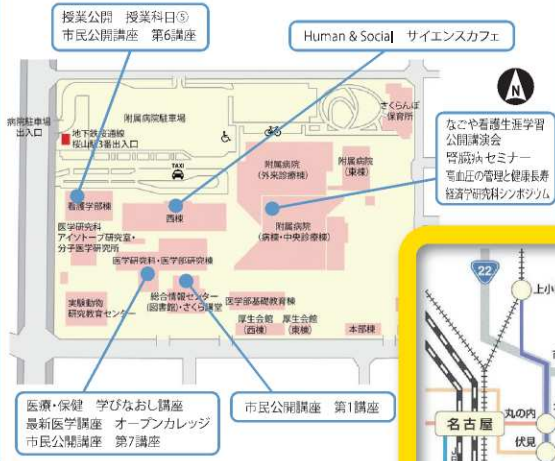 授業公開 授業科目⑤
市民公開講座 第6講座
Human & Social サイエンスカフェ
N
病院駐車場
出入口
附属病院駐車場
さくらんぼ
保育所
地下鉄桜通線
桜山駅3番出入口
TAXI
附属病院
(外来診療棟)
附属病院
(東棟)
なごや看護生涯学習
公開講演会
腎臓病セミナー
高血圧の管理と健康長寿
経済学研究科シンポジウム
看護学部棟
西棟
附属病院
(病棟・中央診療棟)
医学研究科
アイソトープ研究室・
分子医学研究所
医学研究科・医学部研究棟
実験動物
研究教育センター
総合情報センター
(図書館)・さくら講堂
医学部基礎教育棟
厚生会館
(西棟)
厚生会館
(東棟)
本部棟
医療・保健 学びなおし講座
最新医学講座 オープンカレッジ
市民公開講座 第7講座
市民公開講座 第1講座
22
上小
名古屋
丸の内
伏見